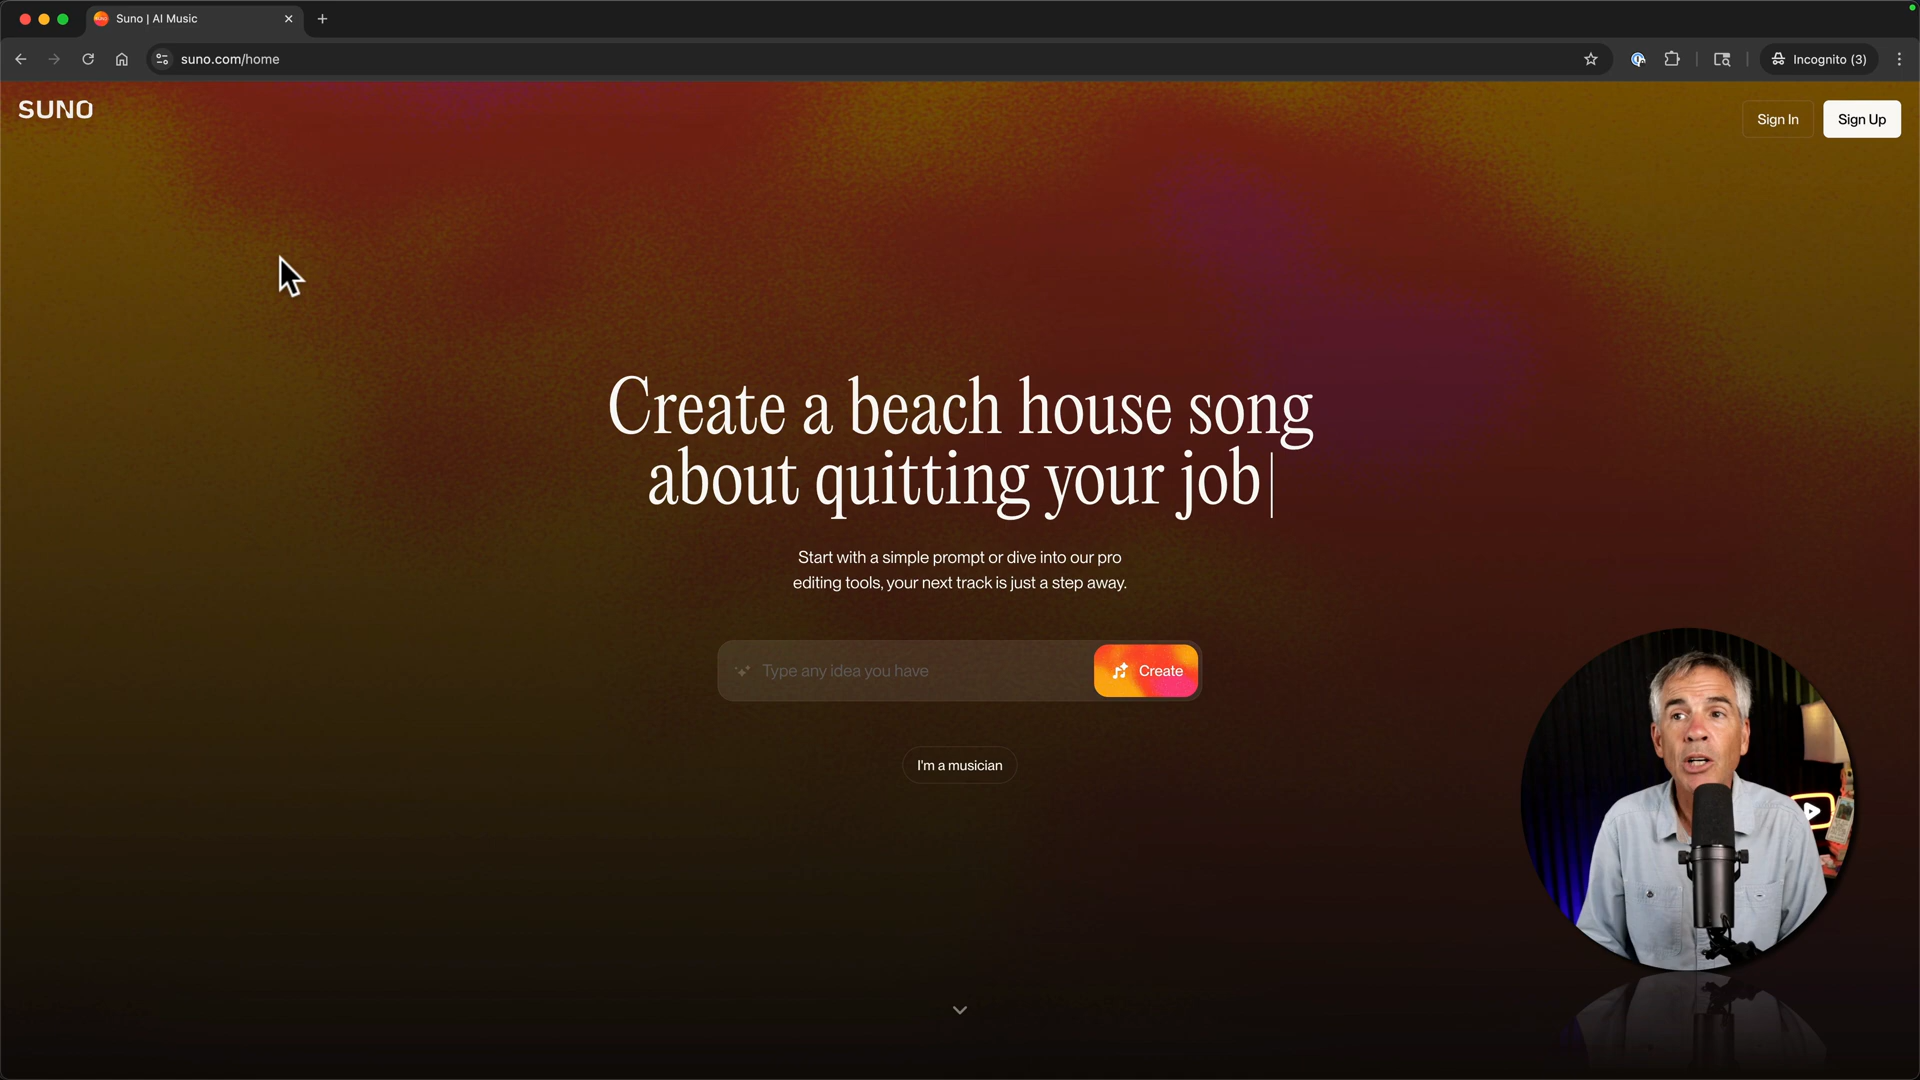 Suno | AI Music
suno.com/home
Incognito (3)
SUNO
Sign In
Sign Up
Create a beach house song
about quitting your job
Start with a simple prompt or dive into our pro
editing tools, your next track is just a step away.
Type any idea you have
Create
I'm a musician